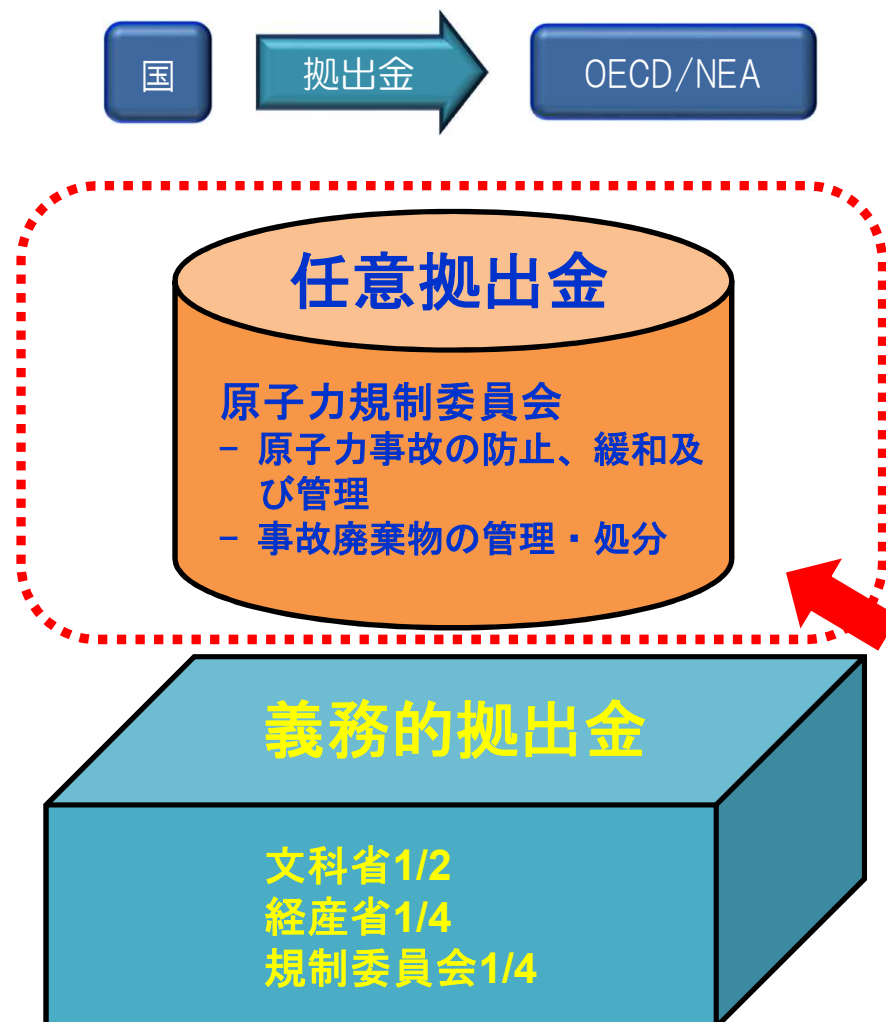 国
拠出金
OECD/NEA
任意拠出金
原子力規制委員会
− 原子力事故の防止、緩和及
び管理
− 事故廃棄物の管理・処分
義務的拠出金
文科省1/2
経産省1/4
規制委員会1/4